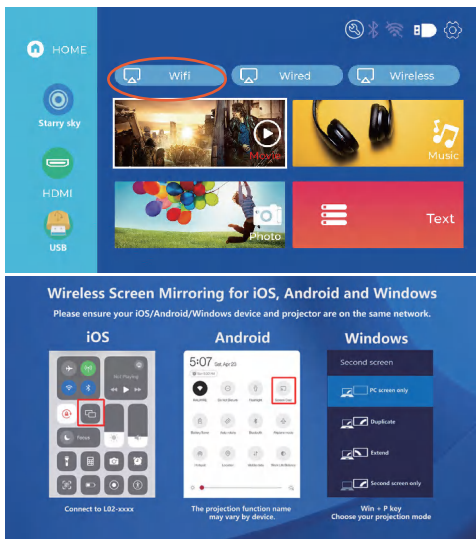 HOME
Wifi
Wired
Wireless
Starry sky
HDMI
USB
Movie
Music
Photo
Text
Wireless Screen Mirroring for iOS, Android and Windows
Please ensure your iOS/Android/Windows device and projector are on the same network.
iOS
Not Playing
Focus
Connect to L02-xxxx
Android
5:07 Sat, Apr 23
The projection function name
may vary by device.
Windows
Second screen
PC screen only
Duplicate
Extend
Second screen only
Win + P key
Choose your projection mode